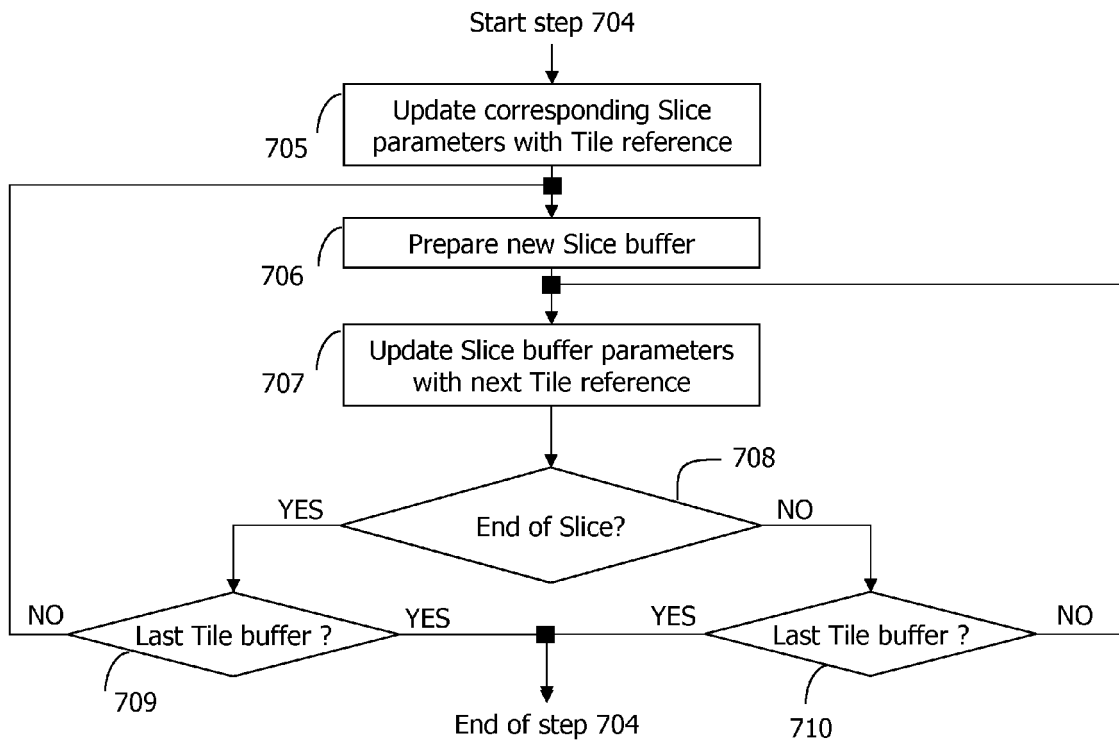 Start step 704
Update corresponding Slice
parameters with Tile reference
705
Prepare new Slice buffer
706
Update Slice buffer parameters
with next Tile reference
707
708
YES
End of Slice?
NO
NO
Last Tile buffer ?
YES
YES
Last Tile buffer ?
NO
709
710
End of step 704